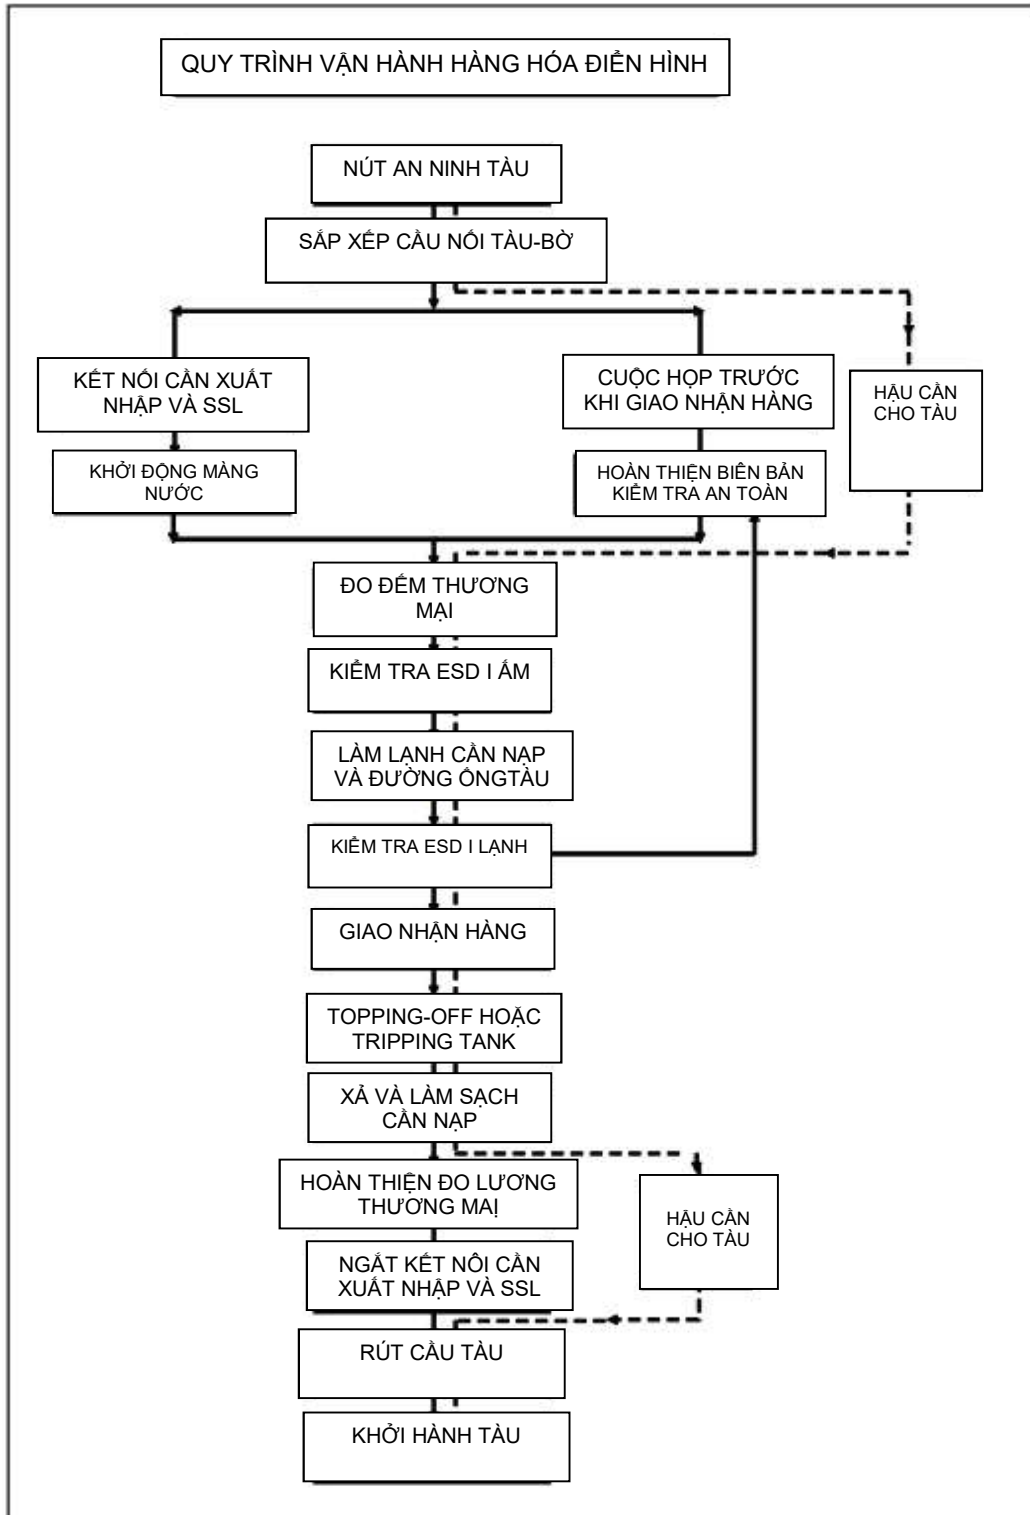 QUY TRÌNH VẬN HÀNH HÀNG HÓA ĐIỂN HÌNH
NÚT AN NINH TÀU
SẮP XẾP CẦU NỐI TÀU-BỜ
KẾT NỐI CẦN XUẤT
NHẬP VÀ SSL
CUỘC HỌP TRƯỚC
KHI GIAO NHẬN HÀNG
HẬU CẦN
CHO TÀU
KHỞI ĐỘNG MÀNG
NƯỚC
HOÀN THIỆN BIÊN BẢN
KIỂM TRA AN TOÀN
ĐO ĐẾM THƯƠNG
MẠI
KIỂM TRA ESD I ẤM
LÀM LẠNH CẦN NẠP
VÀ ĐƯỜNG ỐNGTÀU
KIỂM TRA ESD I LẠNH
GIAO NHẬN HÀNG
TOPPING-OFF HOẶC
TRIPPING TANK
XẢ VÀ LÀM SẠCH
CẦN NẠP
HOÀN THIỆN ĐO LƯƠNG
THƯƠNG MAỊ
HẬU CẦN
CHO TÀU
NGẮT KẾT NÔI CẦN
XUẤT NHẬP VÀ SSL
RÚT CẦU TÀU
KHỞI HÀNH TÀU